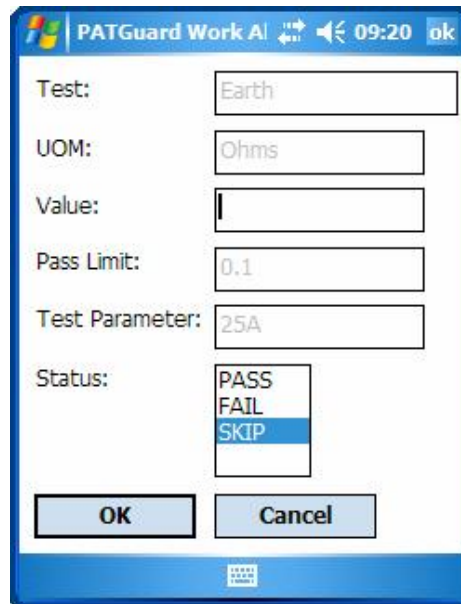 PATGuard Work Al 09:20 ok
Test: Earth
UOM: Ohms
Value:
Pass Limit: 0.1
Test Parameter: 25A
Status: PASS
FAIL
SKIP
OK Cancel